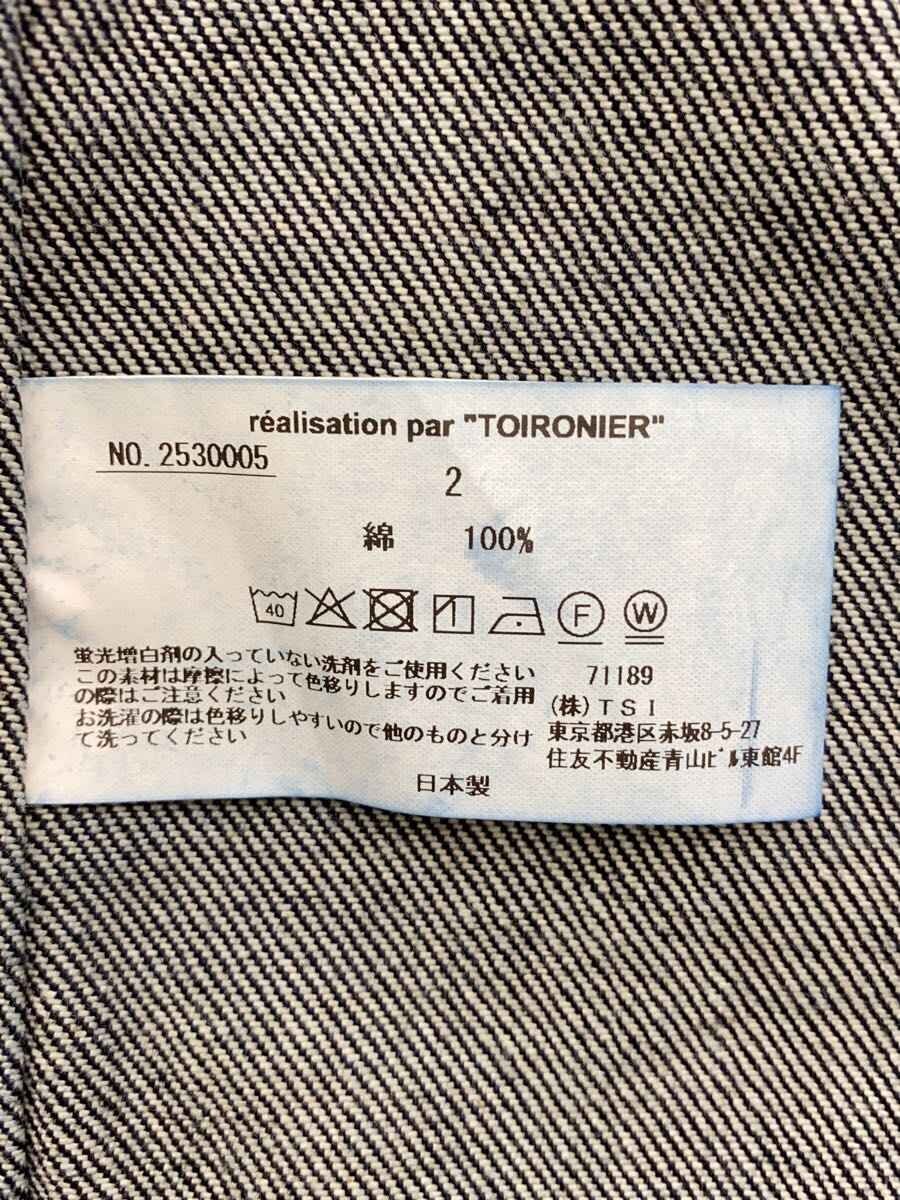 réalisation par "TOIRONIER"
NO. 2530005
2
綿 100%
40 F W
蛍光増白剤の入っていない洗剤をご使用ください
この素材は摩擦によって色移りしますのでご着用
の際はご注意ください
お洗濯の際は色移りしやすいので他のものと分け
て洗ってください
71189
(株)TSI
東京都港区赤坂8-5-27
住友不動産青山ﾋﾞﾙ東館4F
日本製